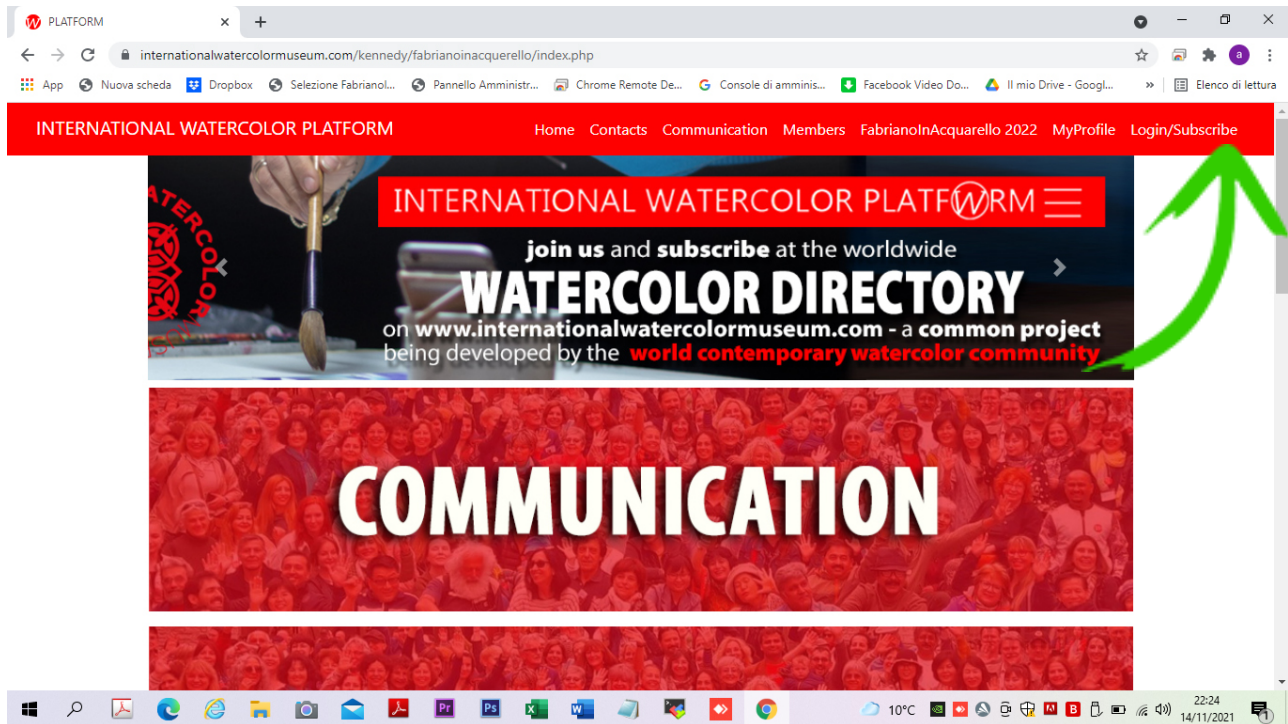 PLATFORM
internationalwatercolormuseum.com/kennedy/fabrianoinacquerello/index.php
App Nuova scheda Dropbox Selezione Fabrianol... Pannello Amministr... Chrome Remote De... Console di amminis... Facebook Video Do... Il mio Drive - Googl... » Elenco di lettura
INTERNATIONAL WATERCOLOR PLATFORM Home Contacts Communication Members FabrianoInAcquarello 2022 MyProfile Login/Subscribe
INTERNATIONAL WATERCOLOR PLATFORM
join us and subscribe at the worldwide
WATERCOLOR DIRECTORY
on www.internationalwatercolormuseum.com - a common project
being developed by the world contemporary watercolor community
COMMUNICATION
10°C 22:24
14/11/2021